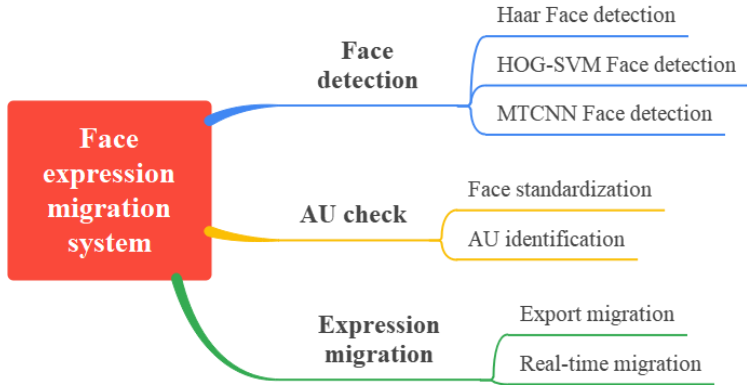 Face
expression
migration
system
Face
detection
Haar Face detection
HOG-SVM Face detection
MTCNN Face detection
AU check
Face standardization
AU identification
Expression
migration
Export migration
Real-time migration